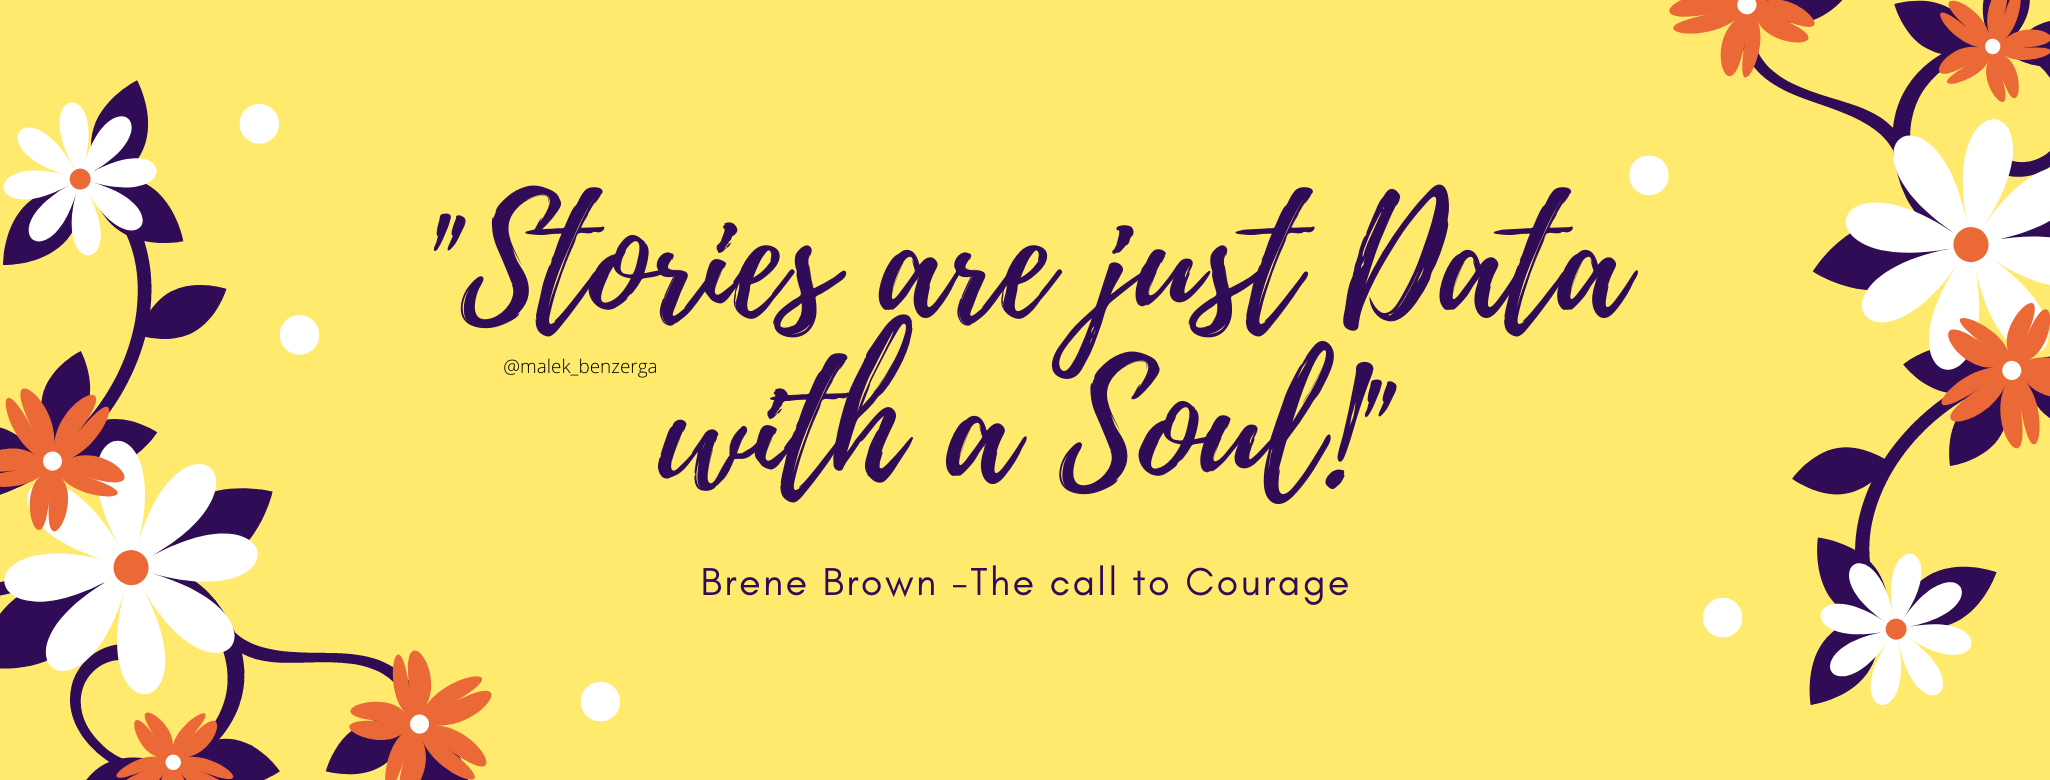 "Stories are just Data
@malek_benzerga
with a Soul!"
Brene Brown -The call to Courage